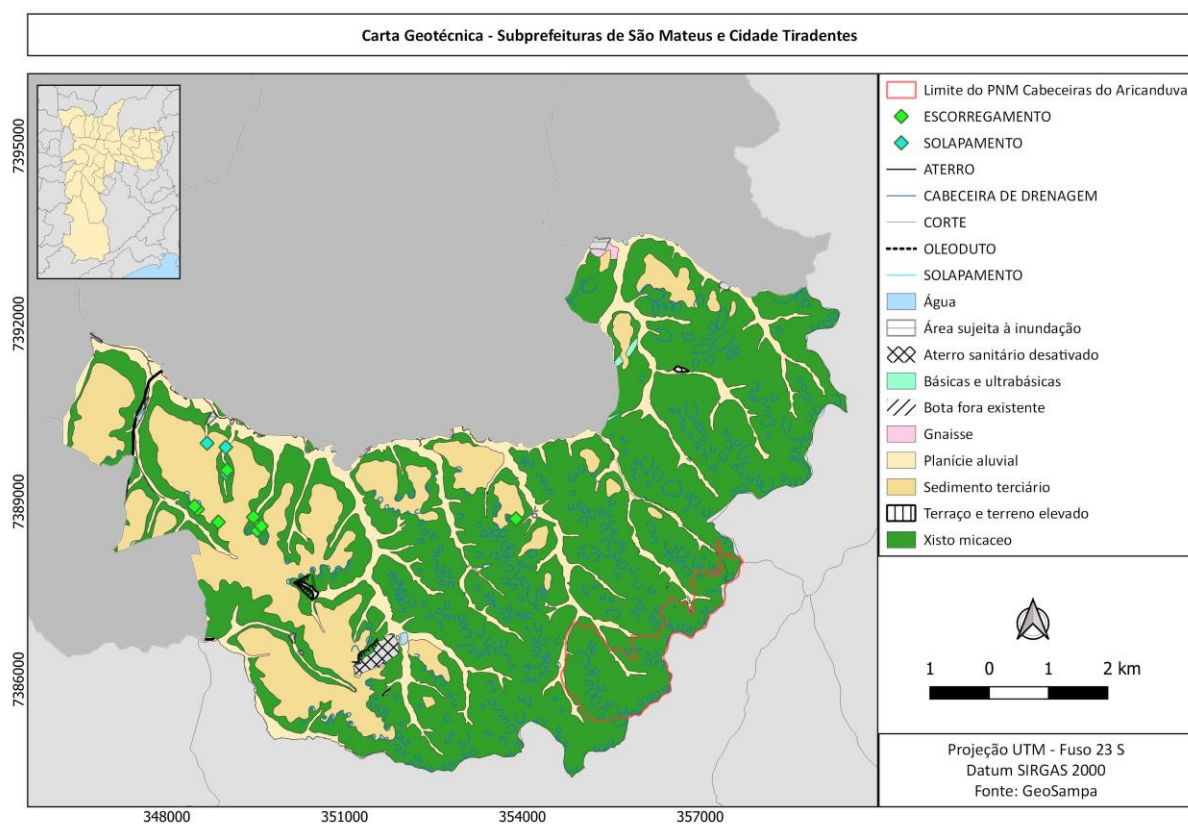 Carta Geotécnica - Subprefeituras de São Mateus e Cidade Tiradentes
7395000
7392000
7389000
7386000
348000
351000
354000
357000
Limite do PNM Cabeceiras do Aricanduva
ESCORREGAMENTO
SOLAPAMENTO
ATERRO
CABECEIRA DE DRENAGEM
CORTE
OLEODUTO
SOLAPAMENTO
Água
Área sujeita à inundação
Aterro sanitário desativado
Básicas e ultrabásicas
Bota fora existente
Gnaisse
Planície aluvial
Sedimento terciário
Terraço e terreno elevado
Xisto micaceo
1 0 1 2 km
Projeção UTM - Fuso 23 S
Datum SIRGAS 2000
Fonte: GeoSampa